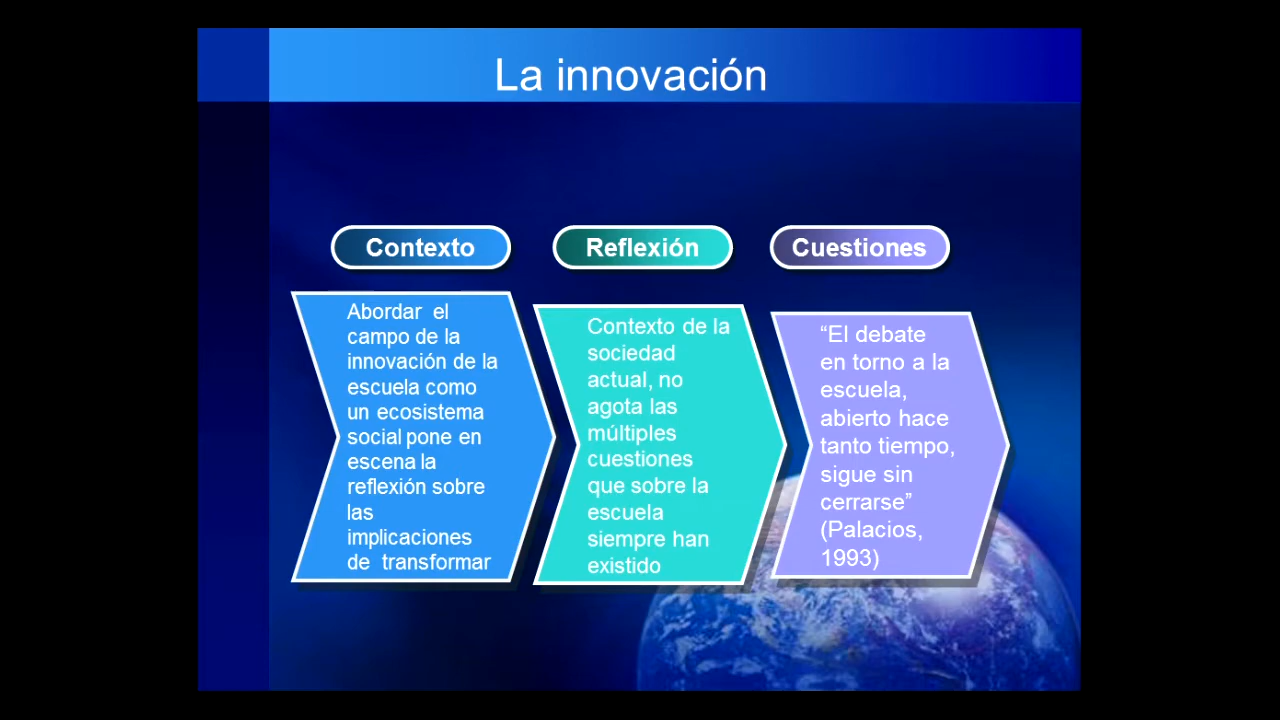 La innovación
Contexto
Abordar el
campo de la
innovación de la
escuela como
un ecosistema
social pone en
escena la
reflexión sobre
las
implicaciones
de transformar
Reflexión
Contexto de la
sociedad
actual, no
agota las
múltiples
cuestiones
que sobre la
escuela
siempre han
existido
Cuestiones
“El debate
en torno a la
escuela,
abierto hace
tanto tiempo,
sigue sin
cerrarse”
(Palacios,
1993)